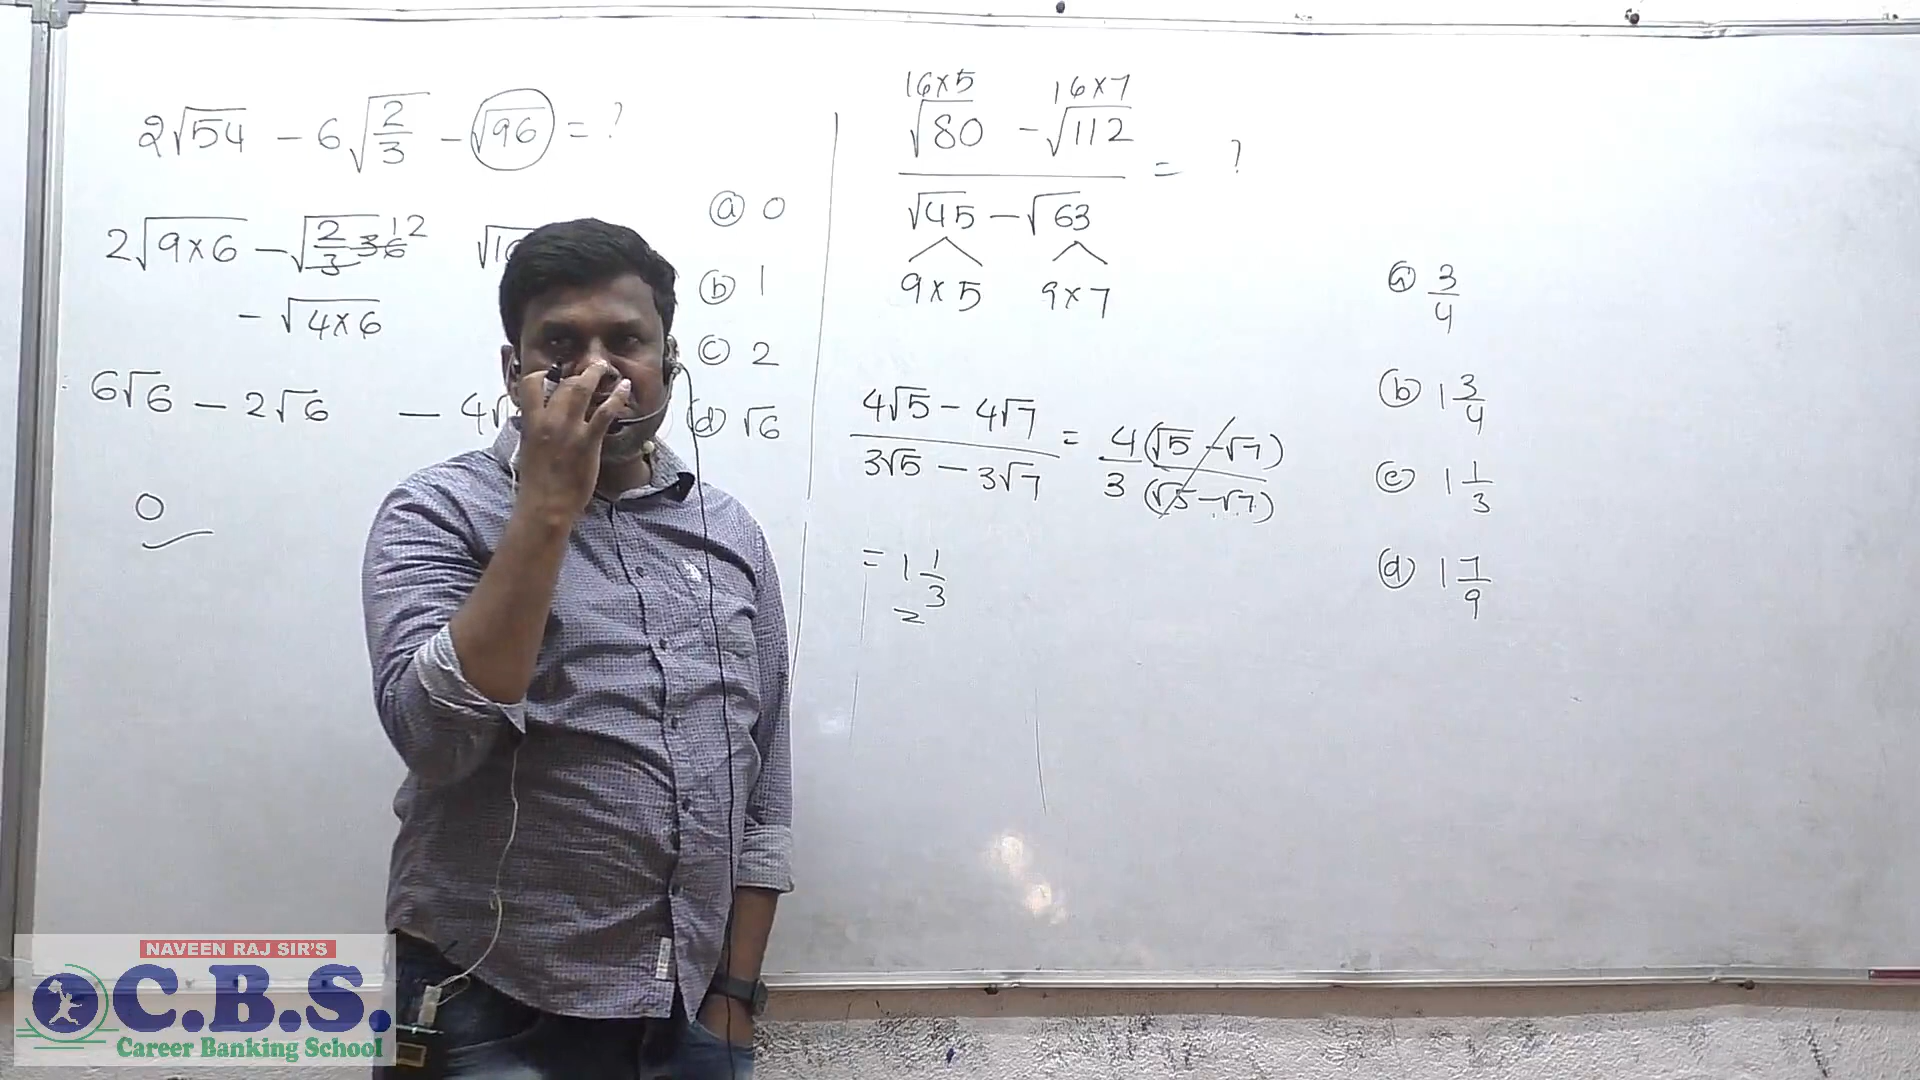 2√54 - 6√(2/3) - √96 = ?
2√(9×6) - √((2/3) 36 12) √1
- √(4×6)
6√6 - 2√6 - 4√
0
ⓐ 0
ⓑ 1
ⓒ 2
ⓓ √6
16×5 16×7
√80 - √112
= ?
√45 - √63
9×5 9×7
4√5 - 4√7 / 3√5 - 3√7 = 4(√5 - √7) / 3(√5 - √7)
= 1 1/3
ⓐ 3/4
ⓑ 1 3/4
ⓒ 1 1/3
ⓓ 1 7/9
NAVEEN RAJ SIR'S
C.B.S.
Career Banking School